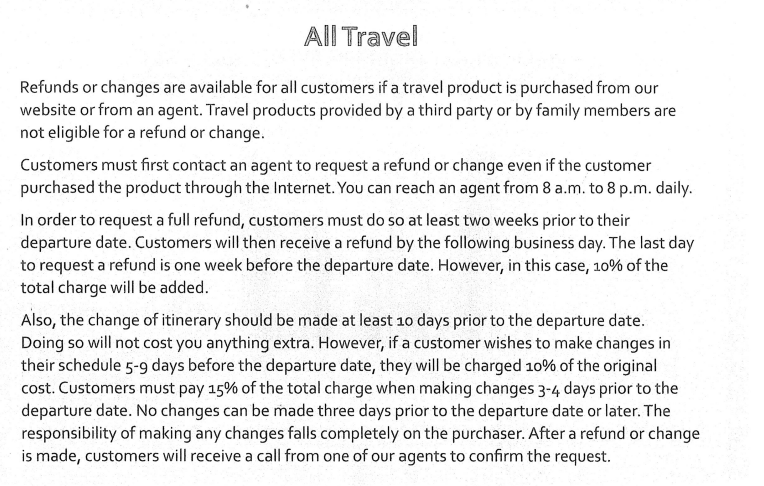 All Travel
Refunds or changes are available for all customers if a travel product is purchased from our
website or from an agent. Travel products provided by a third party or by family members are
not eligible for a refund or change.
Customers must first contact an agent to request a refund or change even if the customer
purchased the product through the Internet. You can reach an agent from 8 a.m. to 8 p.m. daily.
In order to request a full refund, customers must do so at least two weeks prior to their
departure date. Customers will then receive a refund by the following business day. The last day
to request a refund is one week before the departure date. However, in this case, 10% of the
total charge will be added.
Also, the change of itinerary should be made at least 10 days prior to the departure date.
Doing so will not cost you anything extra. However, if a customer wishes to make changes in
their schedule 5-9 days before the departure date, they will be charged 10% of the original
cost. Customers must pay 15% of the total charge when making changes 3-4 days prior to the
departure date. No changes can be made three days prior to the departure date or later. The
responsibility of making any changes falls completely on the purchaser. After a refund or change
is made, customers will receive a call from one of our agents to confirm the request.